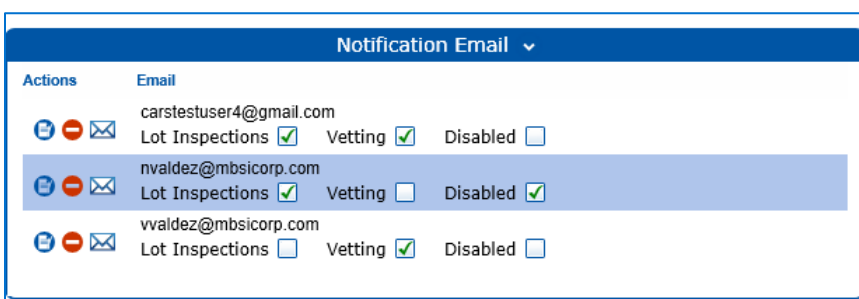 Notification Email
Actions Email
carstestuser4@gmail.com
Lot Inspections Vetting Disabled
nvaldez@mbsicorp.com
Lot Inspections Vetting Disabled
vvaldez@mbsicorp.com
Lot Inspections Vetting Disabled